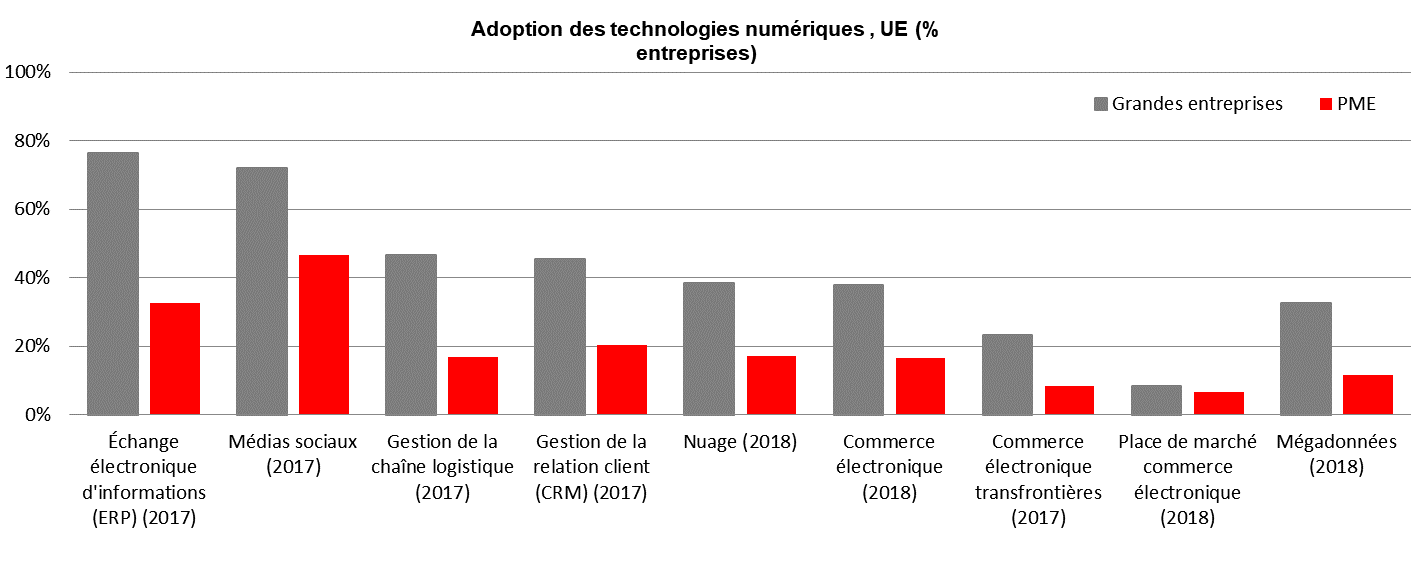 Adoption des technologies numériques , UE (%
entreprises)
100%
80%
60%
40%
20%
0%
Grandes entreprises
PME
Échange
électronique
d'informations
(ERP) (2017)
Médias sociaux
(2017)
Gestion de la
chaîne logistique
(2017)
Gestion de la
relation client
(CRM) (2017)
Nuage (2018)
Commerce
électronique
(2018)
Commerce
électronique
transfrontières
(2017)
Place de marché
commerce
électronique
(2018)
Mégadonnées
(2018)